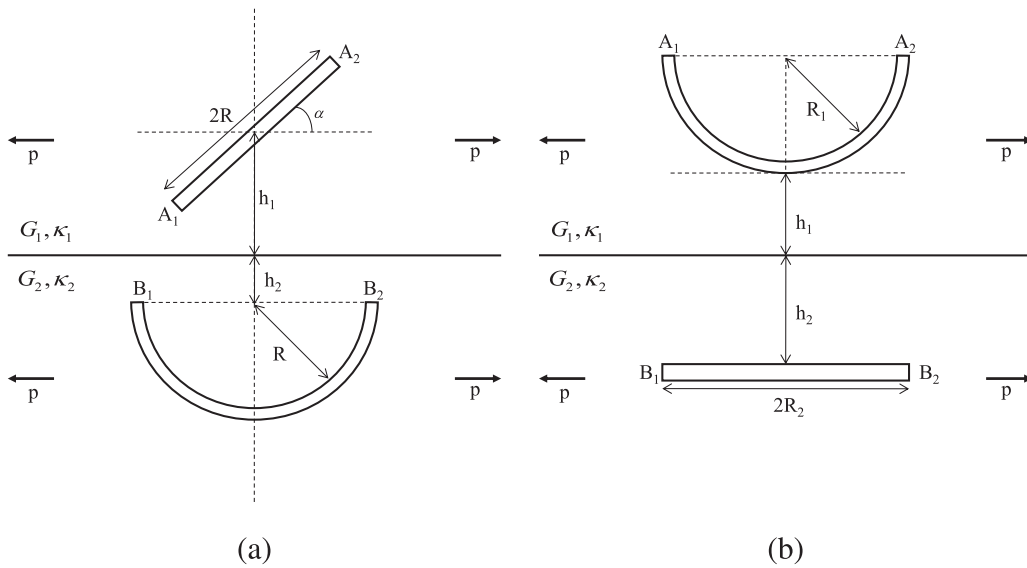 A₂
2R
α
p
p
A₁
h₁
G₁,κ₁
G₂,κ₂
h₂
B₁
B₂
R
p
p
(a)
A₁
A₂
R₁
p
p
h₁
G₁,κ₁
G₂,κ₂
h₂
B₁
B₂
p
p
2R₂
(b)